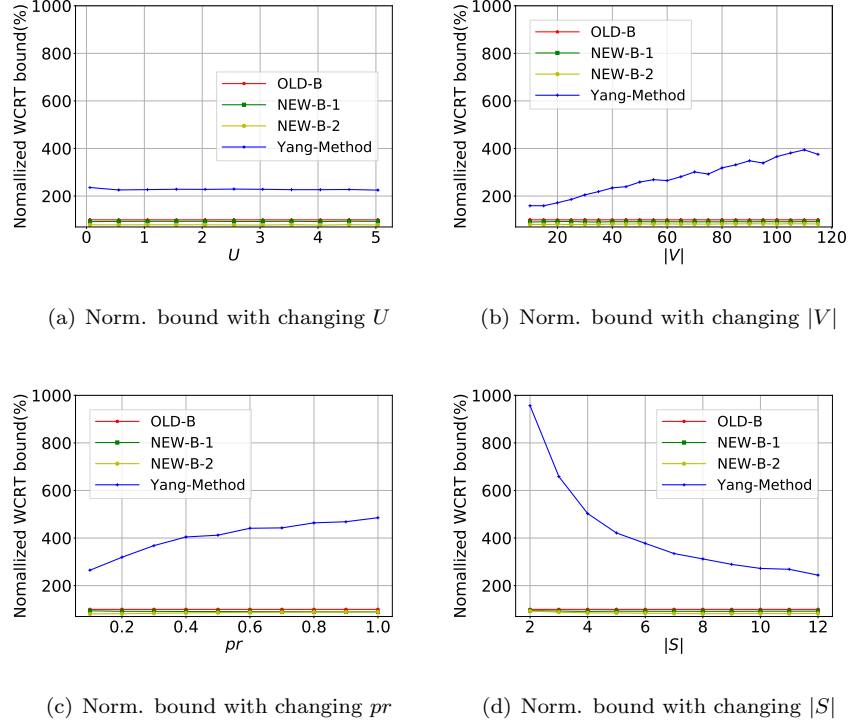 Nomallized WCRT bound(%)
1000
800
600
400
200
OLD-B
NEW-B-1
NEW-B-2
Yang-Method
0 1 2 3 4 5
U
(a) Norm. bound with changing U
Nomallized WCRT bound(%)
1000
800
600
400
200
OLD-B
NEW-B-1
NEW-B-2
Yang-Method
20 40 60 80 100 120
|V|
(b) Norm. bound with changing |V|
Nomallized WCRT bound(%)
1000
800
600
400
200
OLD-B
NEW-B-1
NEW-B-2
Yang-Method
0.2 0.4 0.6 0.8 1.0
pr
(c) Norm. bound with changing pr
Nomallized WCRT bound(%)
1000
800
600
400
200
OLD-B
NEW-B-1
NEW-B-2
Yang-Method
2 4 6 8 10 12
|S|
(d) Norm. bound with changing |S|